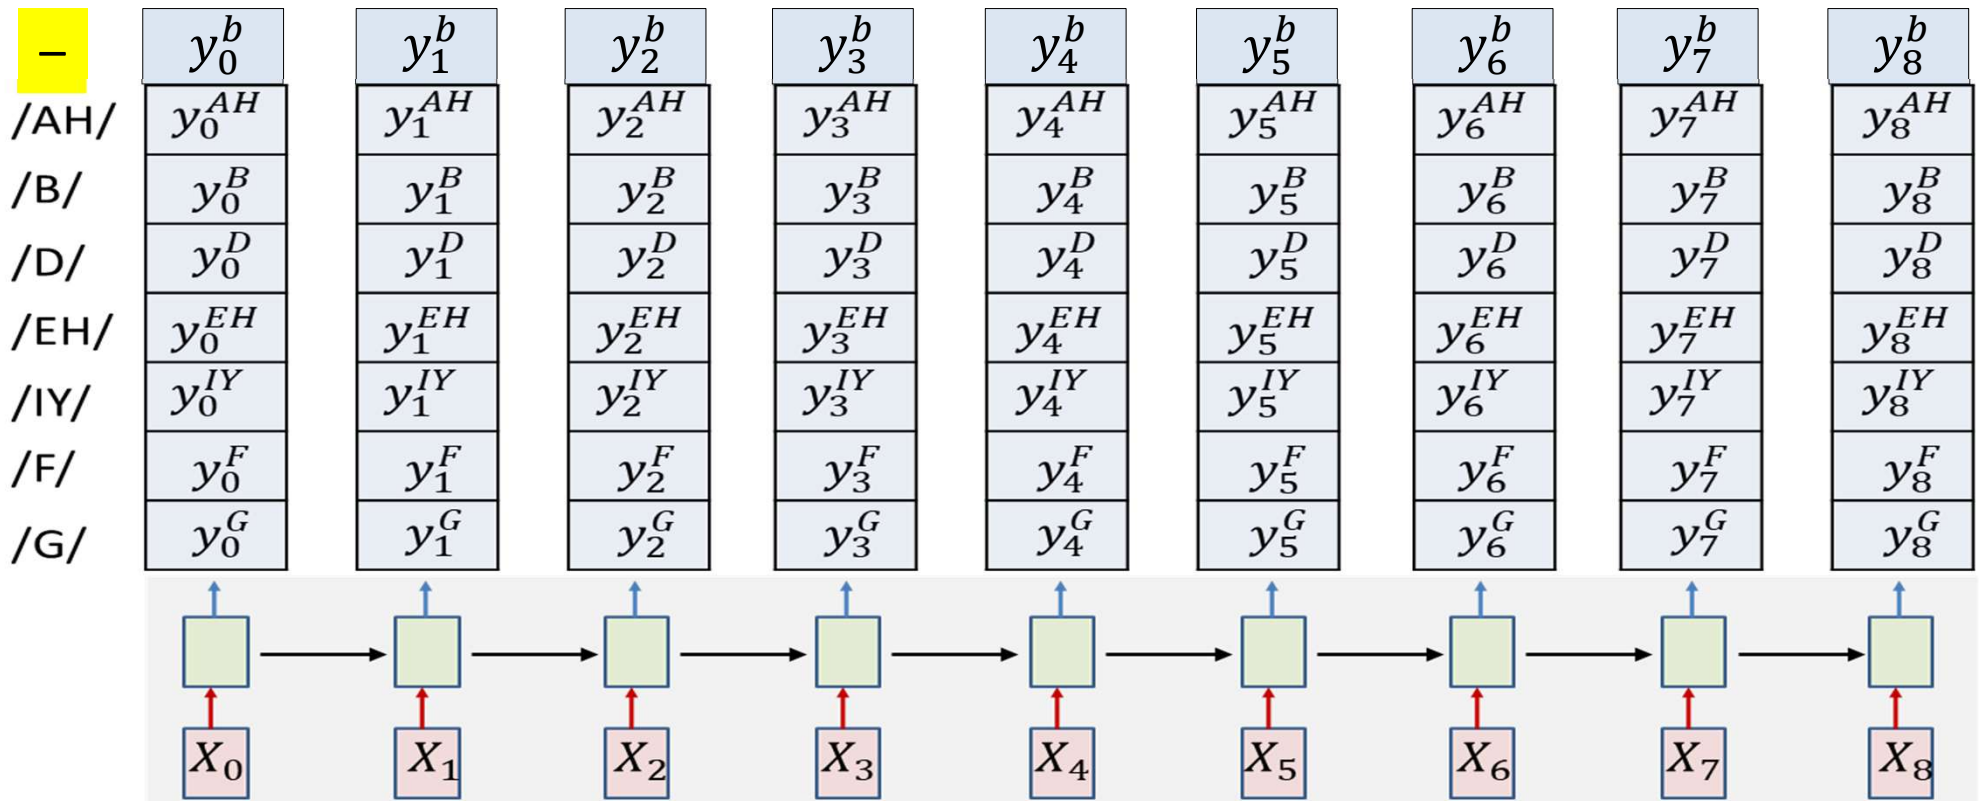 – y_0^b y_1^b y_2^b y_3^b y_4^b y_5^b y_6^b y_7^b y_8^b
/AH/ y_0^{AH} y_1^{AH} y_2^{AH} y_3^{AH} y_4^{AH} y_5^{AH} y_6^{AH} y_7^{AH} y_8^{AH}
/B/ y_0^B y_1^B y_2^B y_3^B y_4^B y_5^B y_6^B y_7^B y_8^B
/D/ y_0^D y_1^D y_2^D y_3^D y_4^D y_5^D y_6^D y_7^D y_8^D
/EH/ y_0^{EH} y_1^{EH} y_2^{EH} y_3^{EH} y_4^{EH} y_5^{EH} y_6^{EH} y_7^{EH} y_8^{EH}
/IY/ y_0^{IY} y_1^{IY} y_2^{IY} y_3^{IY} y_4^{IY} y_5^{IY} y_6^{IY} y_7^{IY} y_8^{IY}
/F/ y_0^F y_1^F y_2^F y_3^F y_4^F y_5^F y_6^F y_7^F y_8^F
/G/ y_0^G y_1^G y_2^G y_3^G y_4^G y_5^G y_6^G y_7^G y_8^G
X_0 X_1 X_2 X_3 X_4 X_5 X_6 X_7 X_8